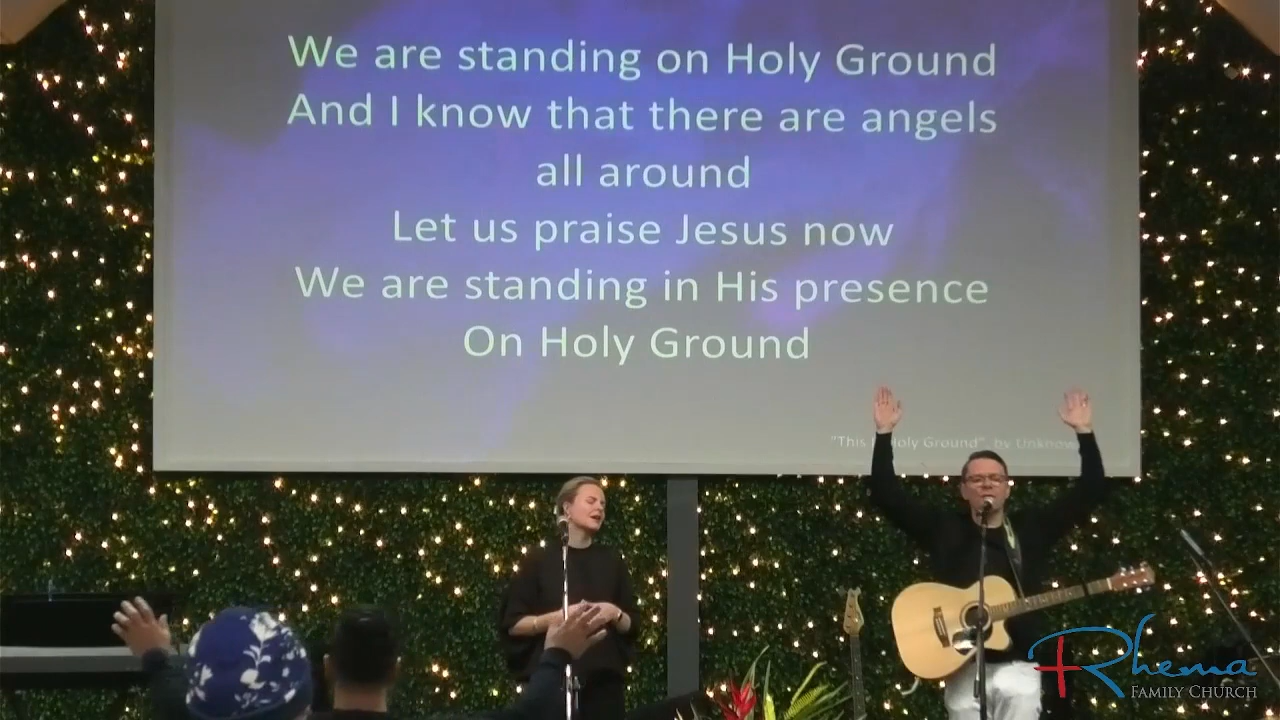 We are standing on Holy Ground
And I know that there are angels
all around
Let us praise Jesus now
We are standing in His presence
On Holy Ground
"This Holy Ground", by Unknow
Rhema
FAMILY CHURCH